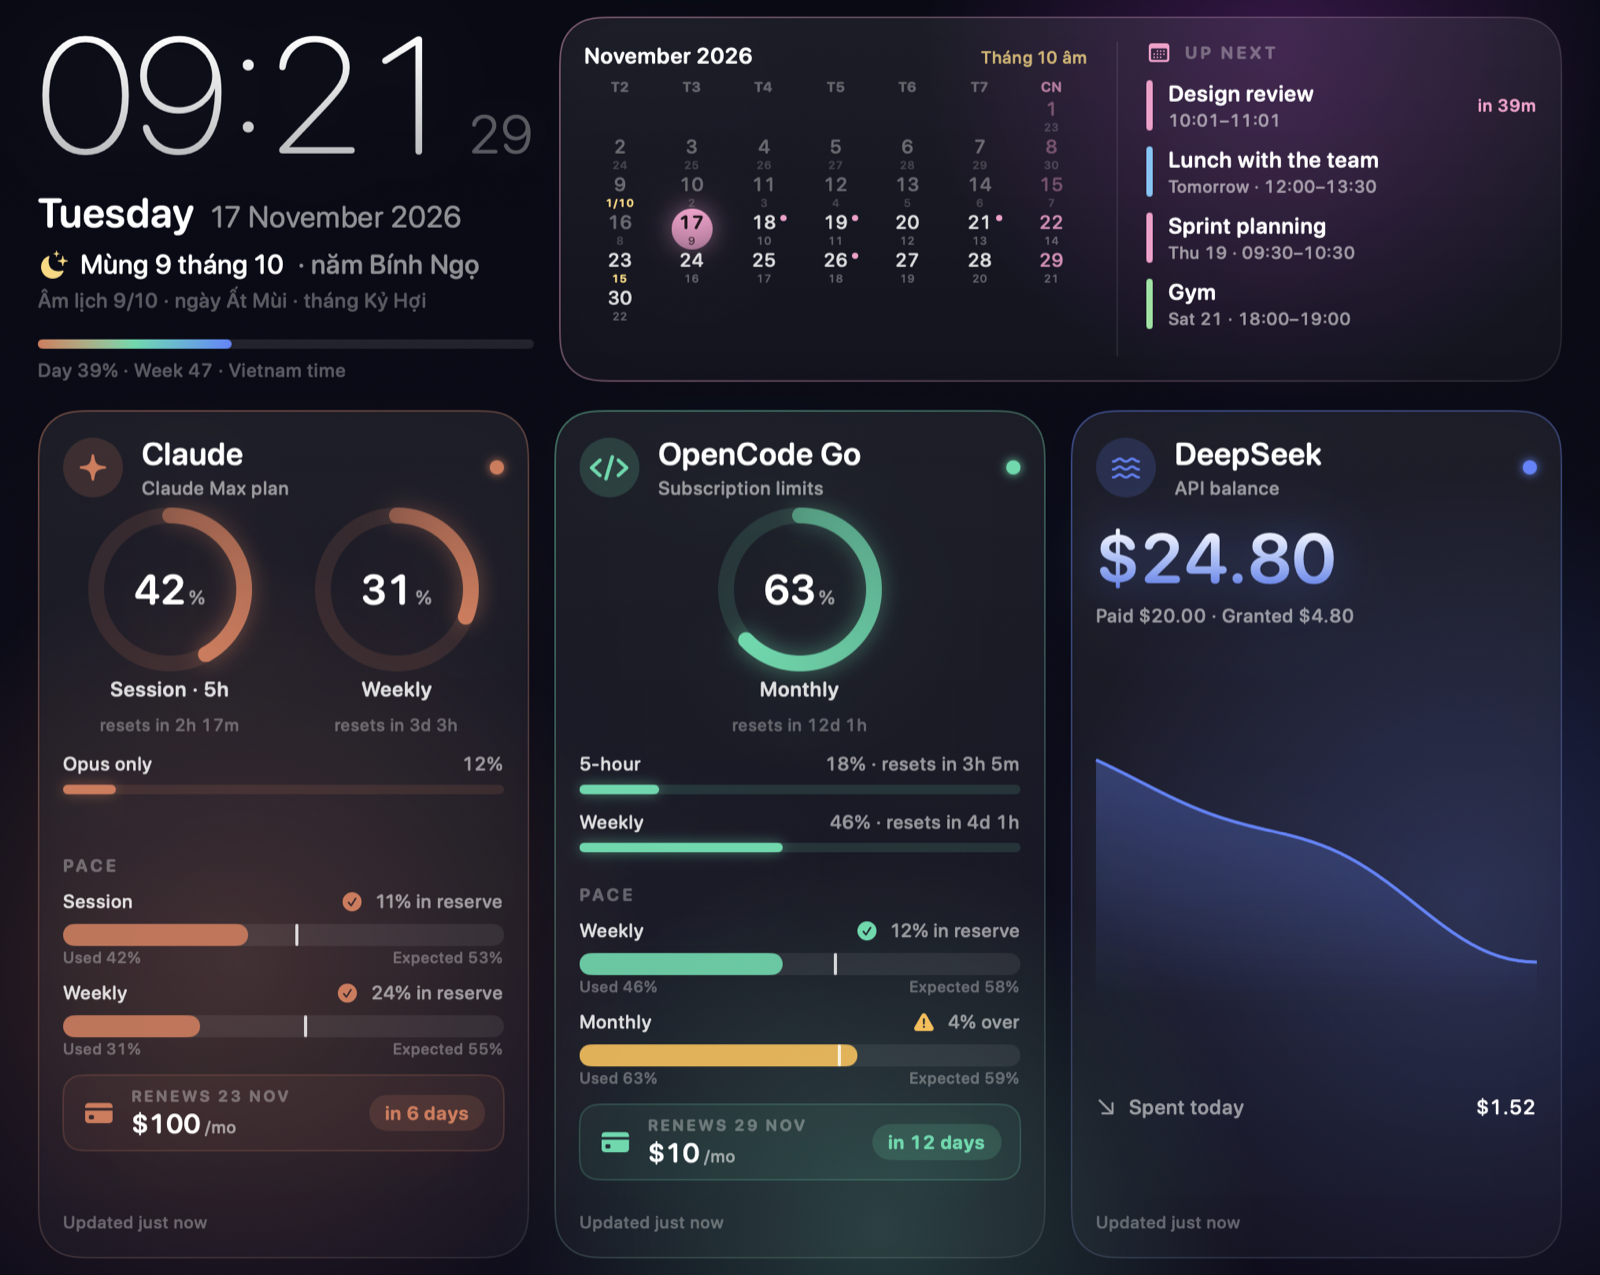 09:21 29
Tuesday 17 November 2026
Mùng 9 tháng 10 · năm Bính Ngọ
Âm lịch 9/10 · ngày Ất Mùi · tháng Kỷ Hợi
Day 39% · Week 47 · Vietnam time
November 2026 Tháng 10 âm
T2 T3 T4 T5 T6 T7 CN
1
23
2 3 4 5 6 7 8
24 25 26 27 28 29 30
9 10 11 12 13 14 15
1/10 2 3 4 5 6 7
16 17 18 19 20 21 22
8 9 10 11 12 13 14
23 24 25 26 27 28 29
15 16 17 18 19 20 21
30
22
UP NEXT
Design review
10:01–11:01
in 39m
Lunch with the team
Tomorrow · 12:00–13:30
Sprint planning
Thu 19 · 09:30–10:30
Gym
Sat 21 · 18:00–19:00
Claude
Claude Max plan
42%
Session · 5h
resets in 2h 17m
31%
Weekly
resets in 3d 3h
Opus only 12%
PACE
Session 11% in reserve
Used 42% Expected 53%
Weekly 24% in reserve
Used 31% Expected 55%
RENEWS 23 NOV
$100 /mo
in 6 days
Updated just now
OpenCode Go
Subscription limits
63%
Monthly
resets in 12d 1h
5-hour 18% · resets in 3h 5m
Weekly 46% · resets in 4d 1h
PACE
Weekly 12% in reserve
Used 46% Expected 58%
Monthly 4% over
Used 63% Expected 59%
RENEWS 29 NOV
$10 /mo
in 12 days
Updated just now
DeepSeek
API balance
$24.80
Paid $20.00 · Granted $4.80
Spent today $1.52
Updated just now